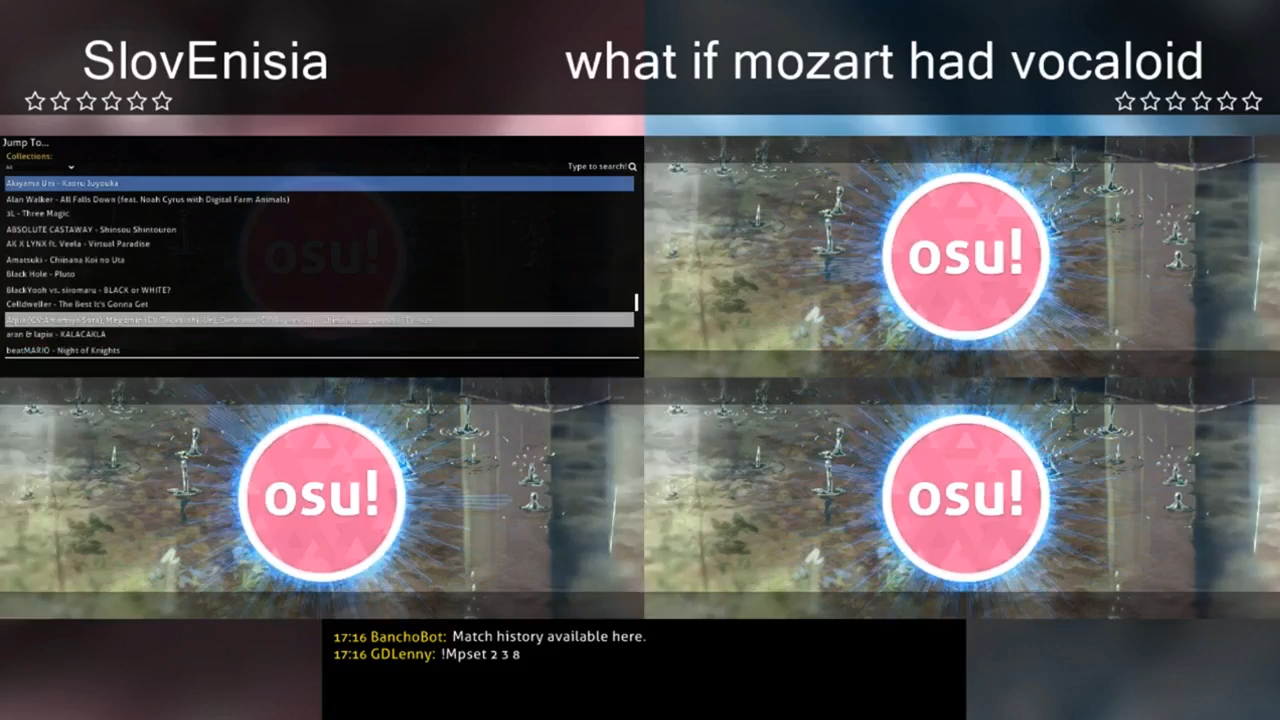 SlovEnisia
what if mozart had vocaloid
Jump To...
Collections:
All
Type to search!
Akiyama Uni - Kaoru Juyouka
Alan Walker - All Falls Down (feat. Noah Cyrus with Digital Farm Animals)
3L - Three Magic
ABSOLUTE CASTAWAY - Shinsou Shintouron
AK X LYNX ft. Veela - Virtual Paradise
Amatsuki - Chiinana Koi no Uta
Black Hole - Pluto
BlackYooh vs. siromaru - BLACK or WHITE?
Celldweller - The Best It's Gonna Get
aran & lapix - KALACAKLA
beatMARIO - Night of Knights
osu!
osu!
osu!
osu!
17:16 BanchoBot: Match history available here.
17:16 GDLenny: !Mpset 2 3 8